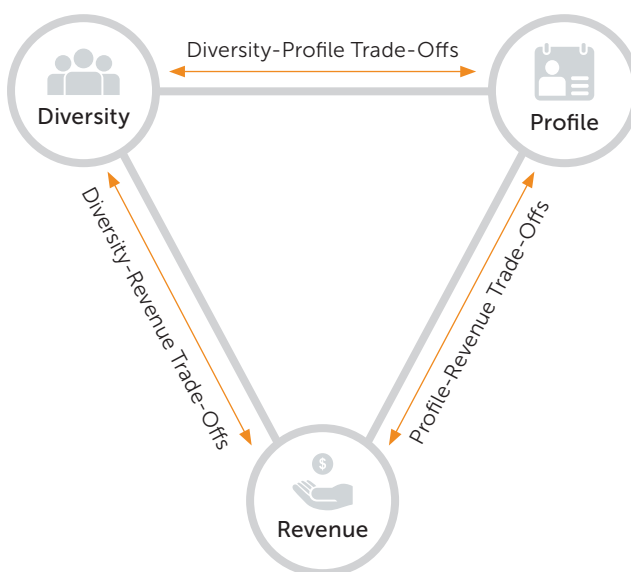 Diversity-Profile Trade-Offs
Diversity
Profile
Diversity-Revenue Trade-Offs
Profile-Revenue Trade-Offs
$
Revenue